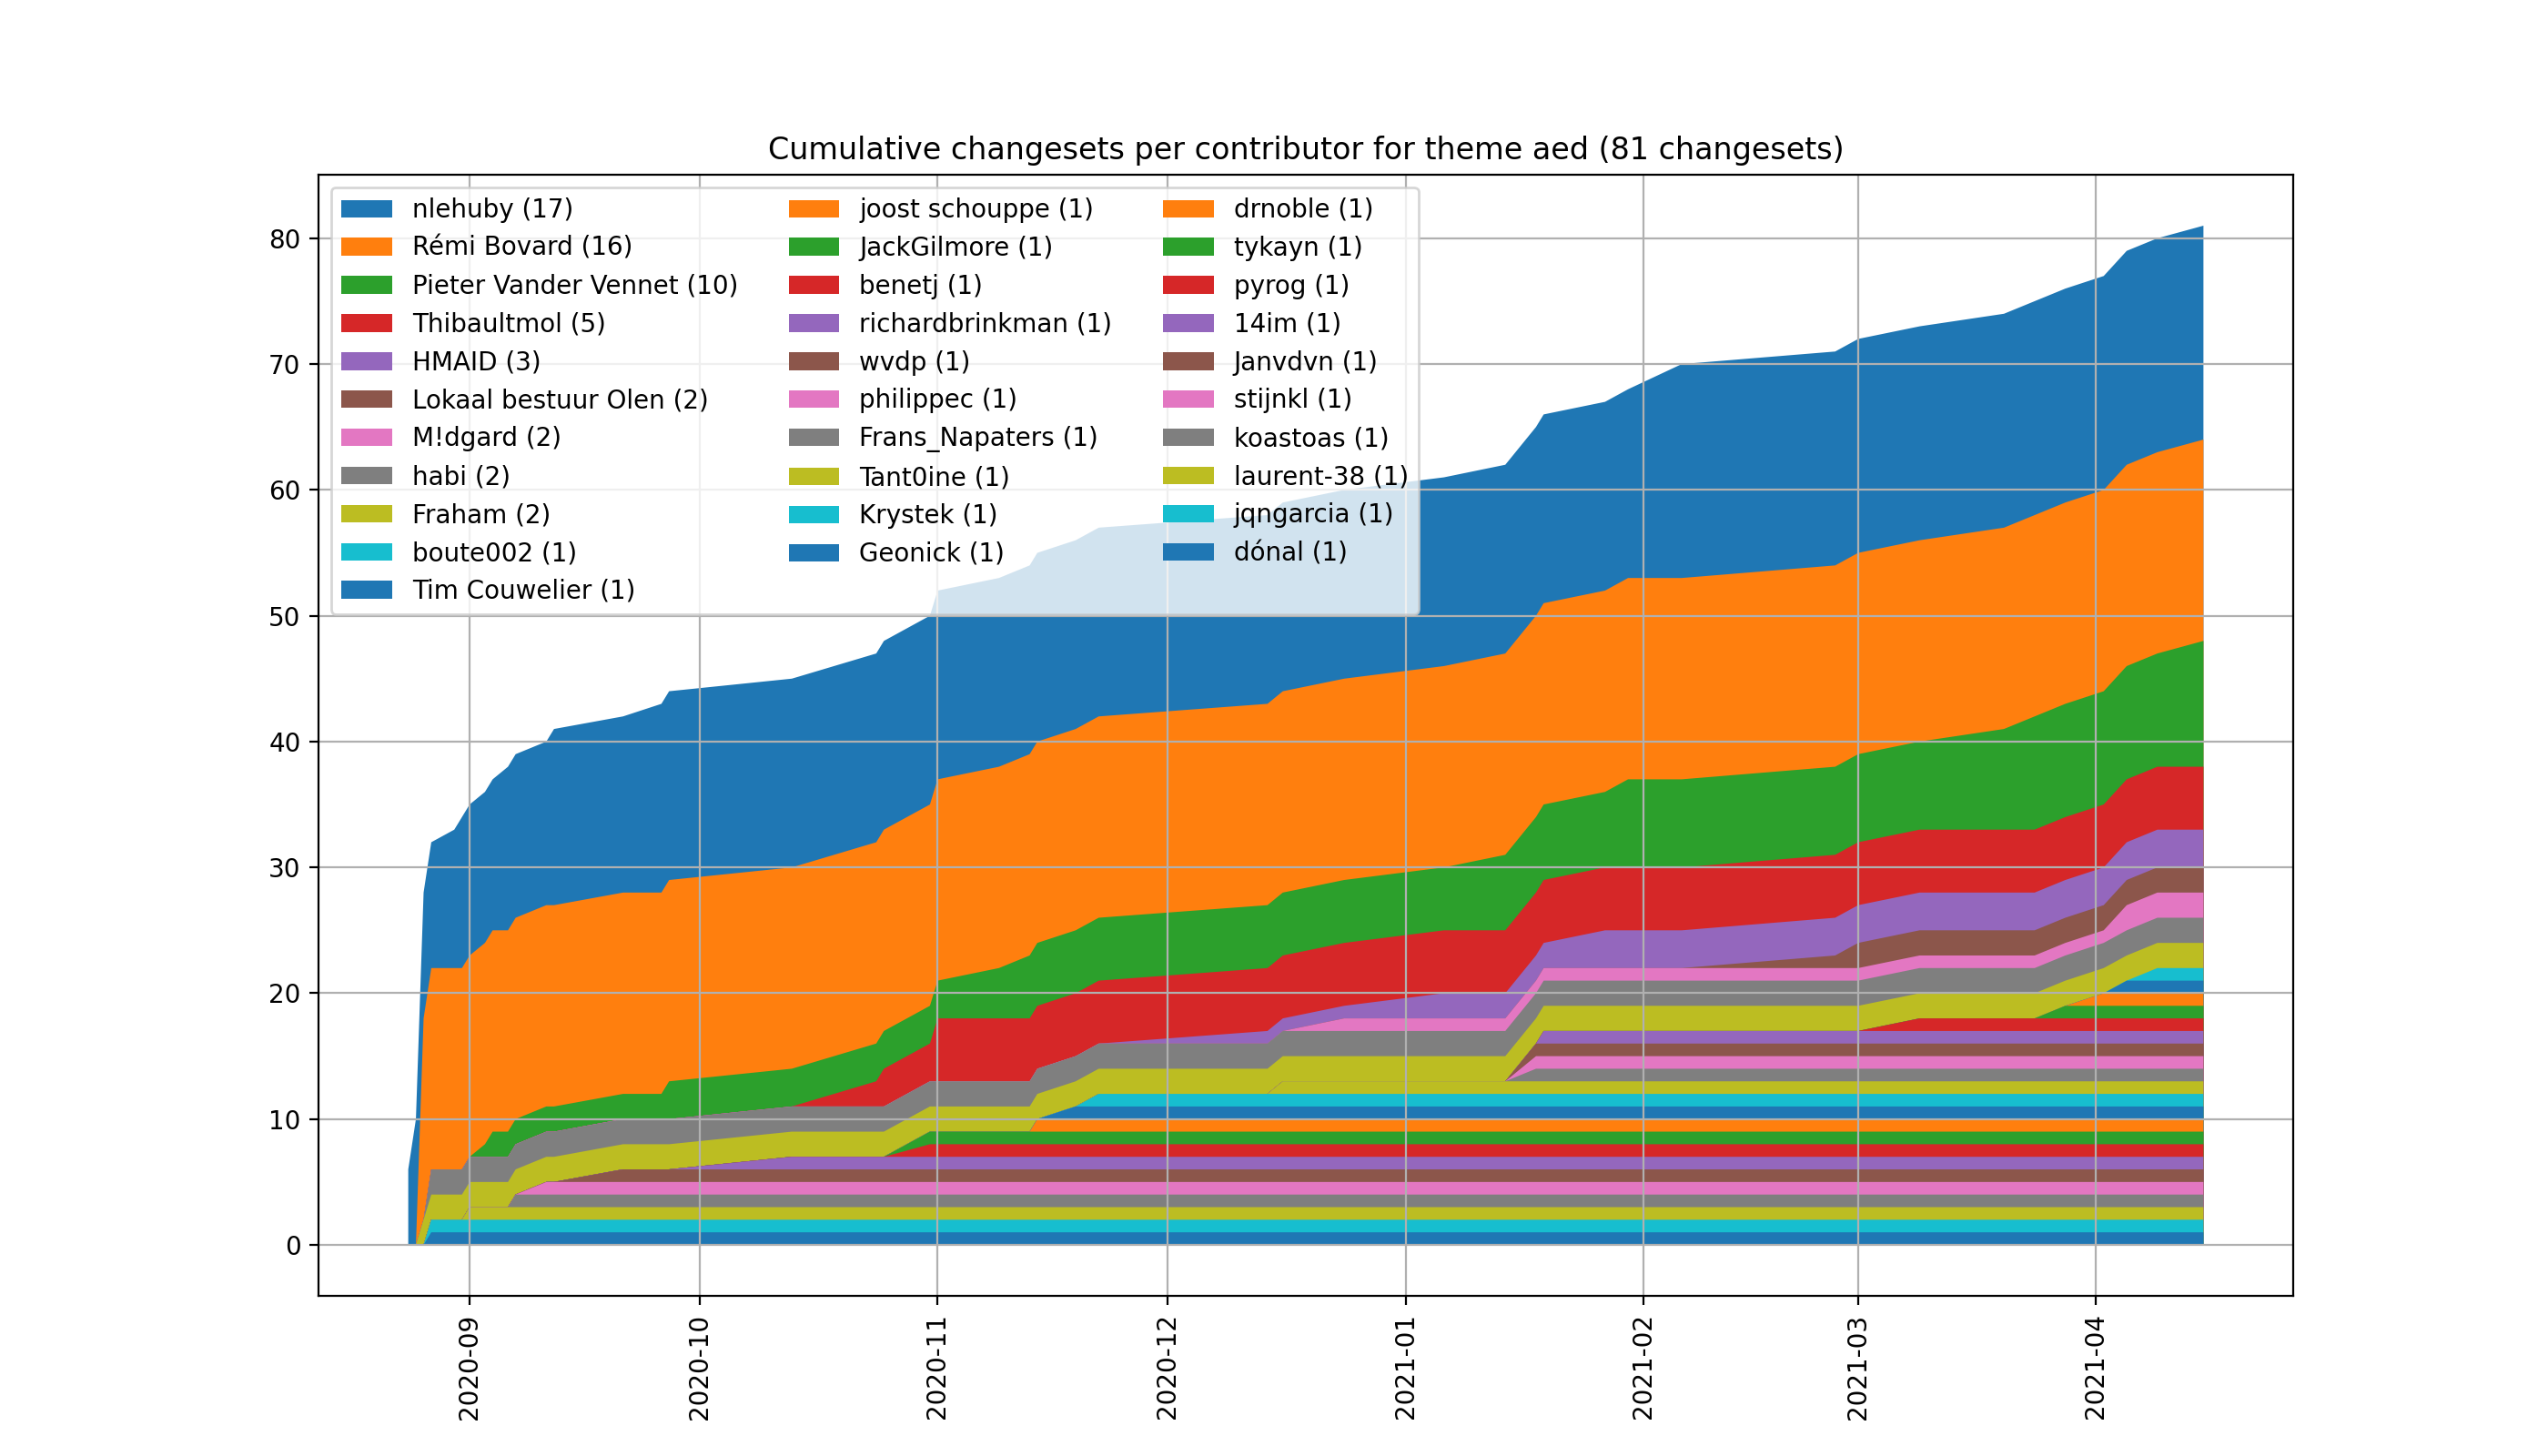 Cumulative changesets per contributor for theme aed (81 changesets)
nlehuby (17)
Rémi Bovard (16)
Pieter Vander Vennet (10)
Thibaultmol (5)
HMAID (3)
Lokaal bestuur Olen (2)
M!dgard (2)
habi (2)
Fraham (2)
boute002 (1)
Tim Couwelier (1)
joost schouppe (1)
JackGilmore (1)
benetj (1)
richardbrinkman (1)
wvdp (1)
philippec (1)
Frans_Napaters (1)
Tant0ine (1)
Krystek (1)
Geonick (1)
drnoble (1)
tykayn (1)
pyrog (1)
14im (1)
Janvdvn (1)
stijnkl (1)
koastoas (1)
laurent-38 (1)
jqngarcia (1)
dónal (1)
80
70
60
50
40
30
20
10
0
2020-09
2020-10
2020-11
2020-12
2021-01
2021-02
2021-03
2021-04